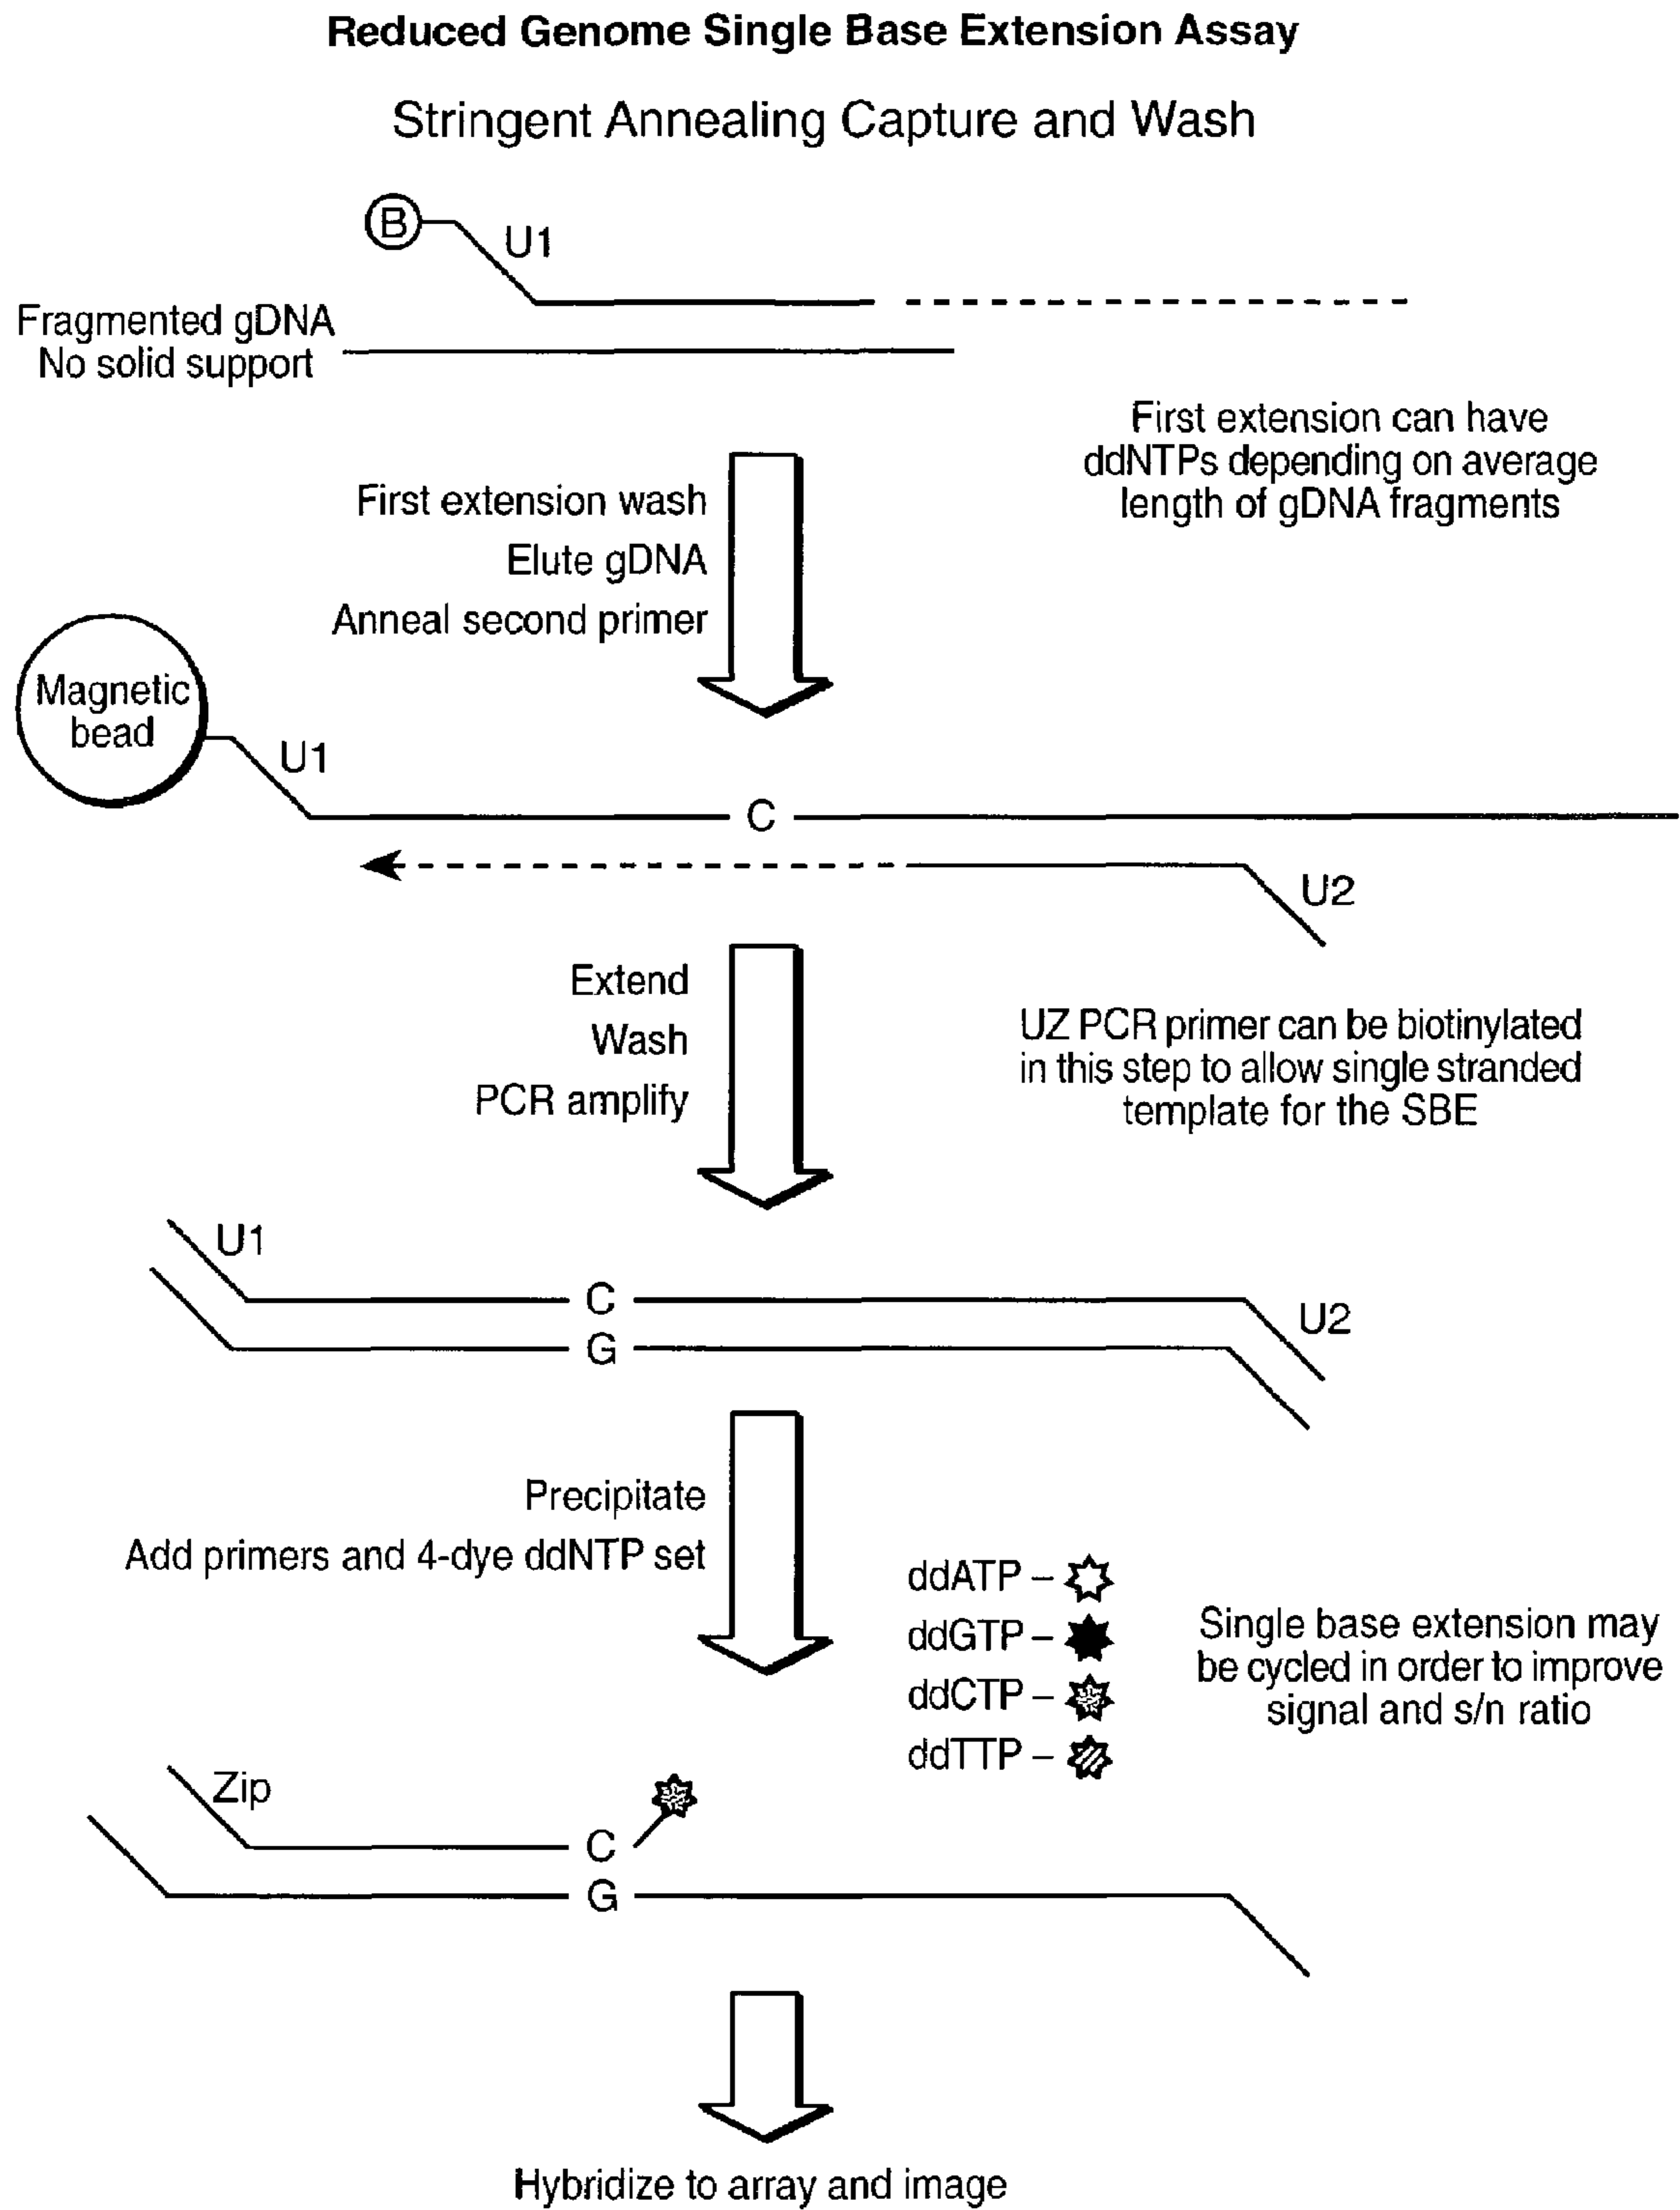 Reduced Genome Single Base Extension Assay
Stringent Annealing Capture and Wash
B
U1
Fragmented gDNA
No solid support
First extension can have
ddNTPs depending on average
length of gDNA fragments
First extension wash
Elute gDNA
Anneal second primer
Magnetic
bead
U1
C
U2
Extend
Wash
PCR amplify
UZ PCR primer can be biotinylated
in this step to allow single stranded
template for the SBE
U1
C
U2
G
Precipitate
Add primers and 4-dye ddNTP set
ddATP –
ddGTP –
ddCTP –
ddTTP –
Single base extension may
be cycled in order to improve
signal and s/n ratio
Zip
C
G
Hybridize to array and image